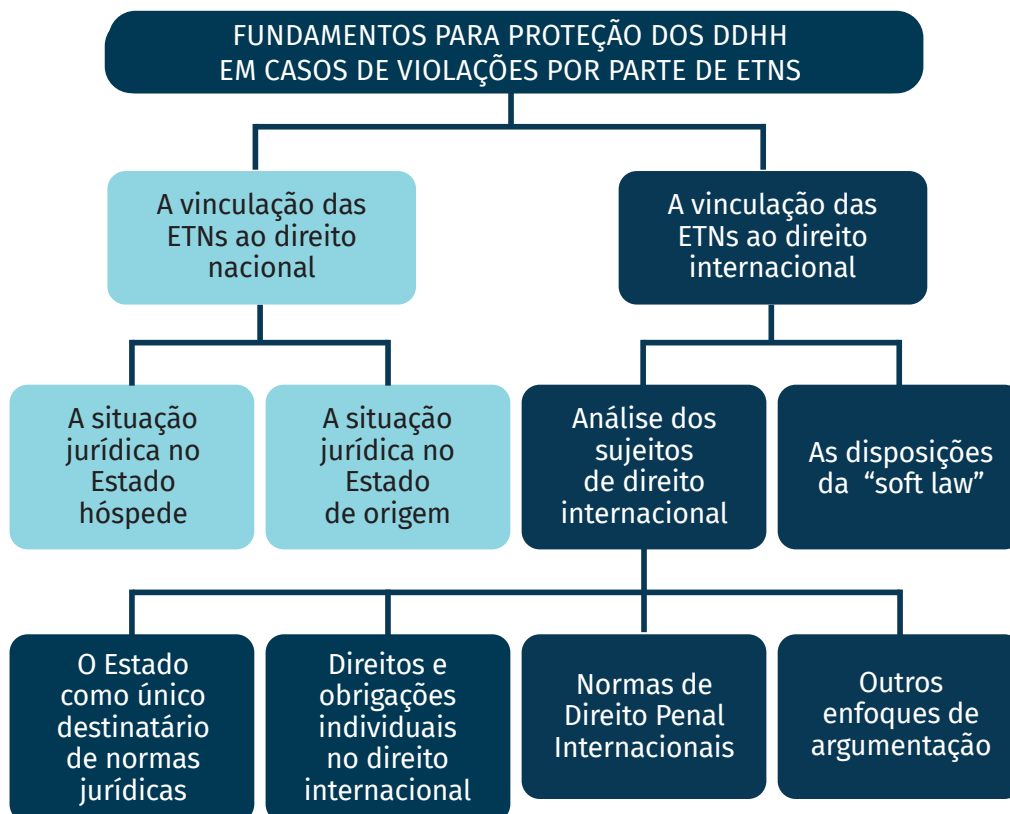 FUNDAMENTOS PARA PROTEÇÃO DOS DDHH
EM CASOS DE VIOLAÇÕES POR PARTE DE ETNS
A vinculação das
ETNs ao direito
nacional
A vinculação das
ETNs ao direito
internacional
A situação
jurídica no
Estado
hóspede
A situação
jurídica no
Estado
de origem
Análise dos
sujeitos
de direito
internacional
As disposições
da “soft law”
O Estado
como único
destinatário
de normas
jurídicas
Direitos e
obrigações
individuais
no direito
internacional
Normas de
Direito Penal
Internacionais
Outros
enfoques de
argumentação